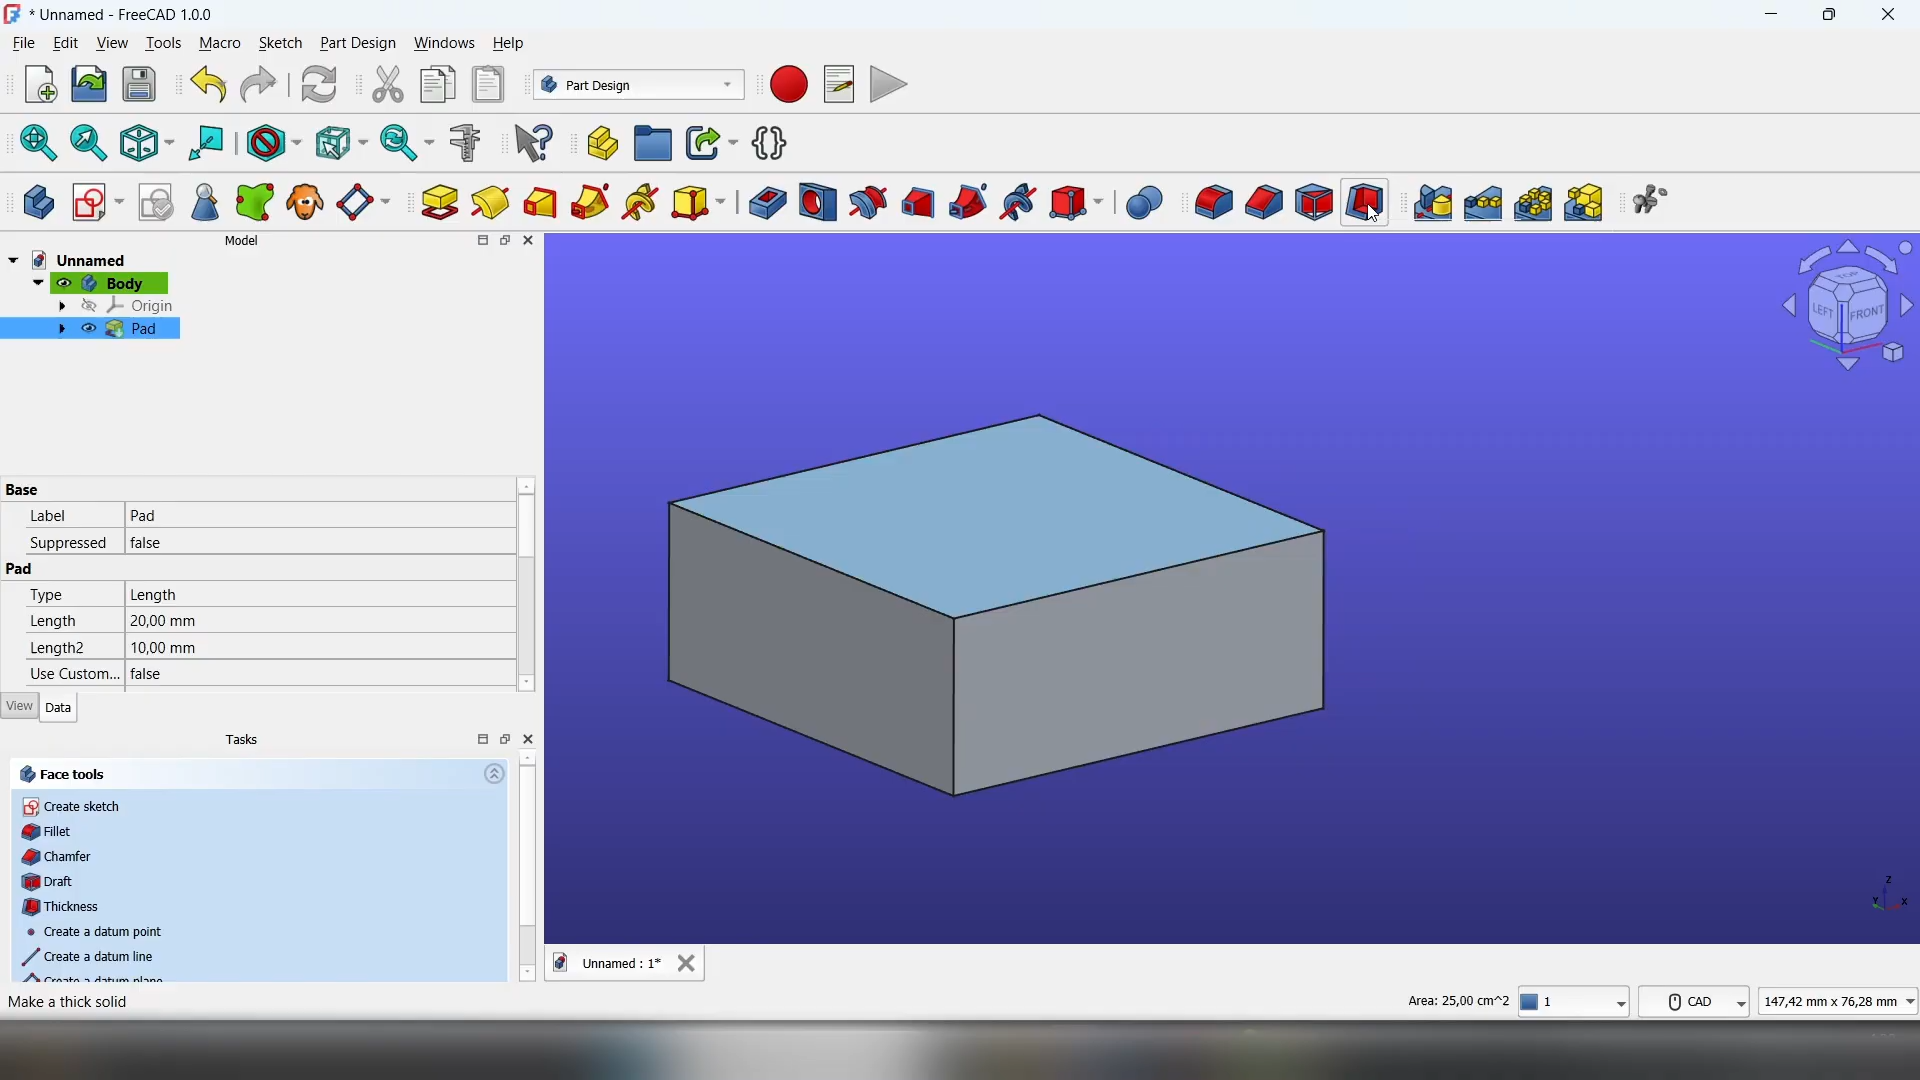 * Unnamed - FreeCAD 1.0.0
File Edit View Tools Macro Sketch Part Design Windows Help
Part Design
Model
Unnamed
Body
Origin
Pad
Base
Label Pad
Suppressed false
Pad
Type Length
Length 20,00 mm
Length2 10,00 mm
Use Custom... false
View Data
Tasks
Face tools
Create sketch
Fillet
Chamfer
Draft
Thickness
Create a datum point
Create a datum line
Create a datum plane
TOP
LEFT FRONT
Z
Y X
Unnamed : 1*
Make a thick solid
Area: 25,00 cm^2 1 CAD 147,42 mm x 76,28 mm